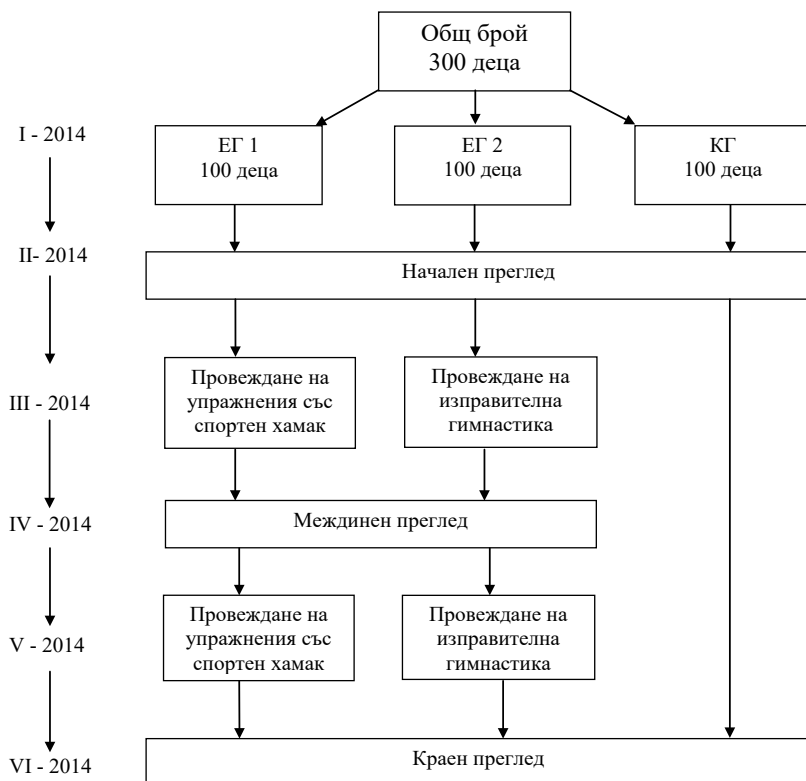 Общ брой
300 деца
I - 2014
ЕГ 1
100 деца
ЕГ 2
100 деца
КГ
100 деца
II- 2014
Начален преглед
III - 2014
Провеждане на
упражнения със
спортен хамак
Провеждане на
изправителна
гимнастика
IV - 2014
Междинен преглед
V - 2014
Провеждане на
упражнения със
спортен хамак
Провеждане на
изправителна
гимнастика
VI - 2014
Краен преглед